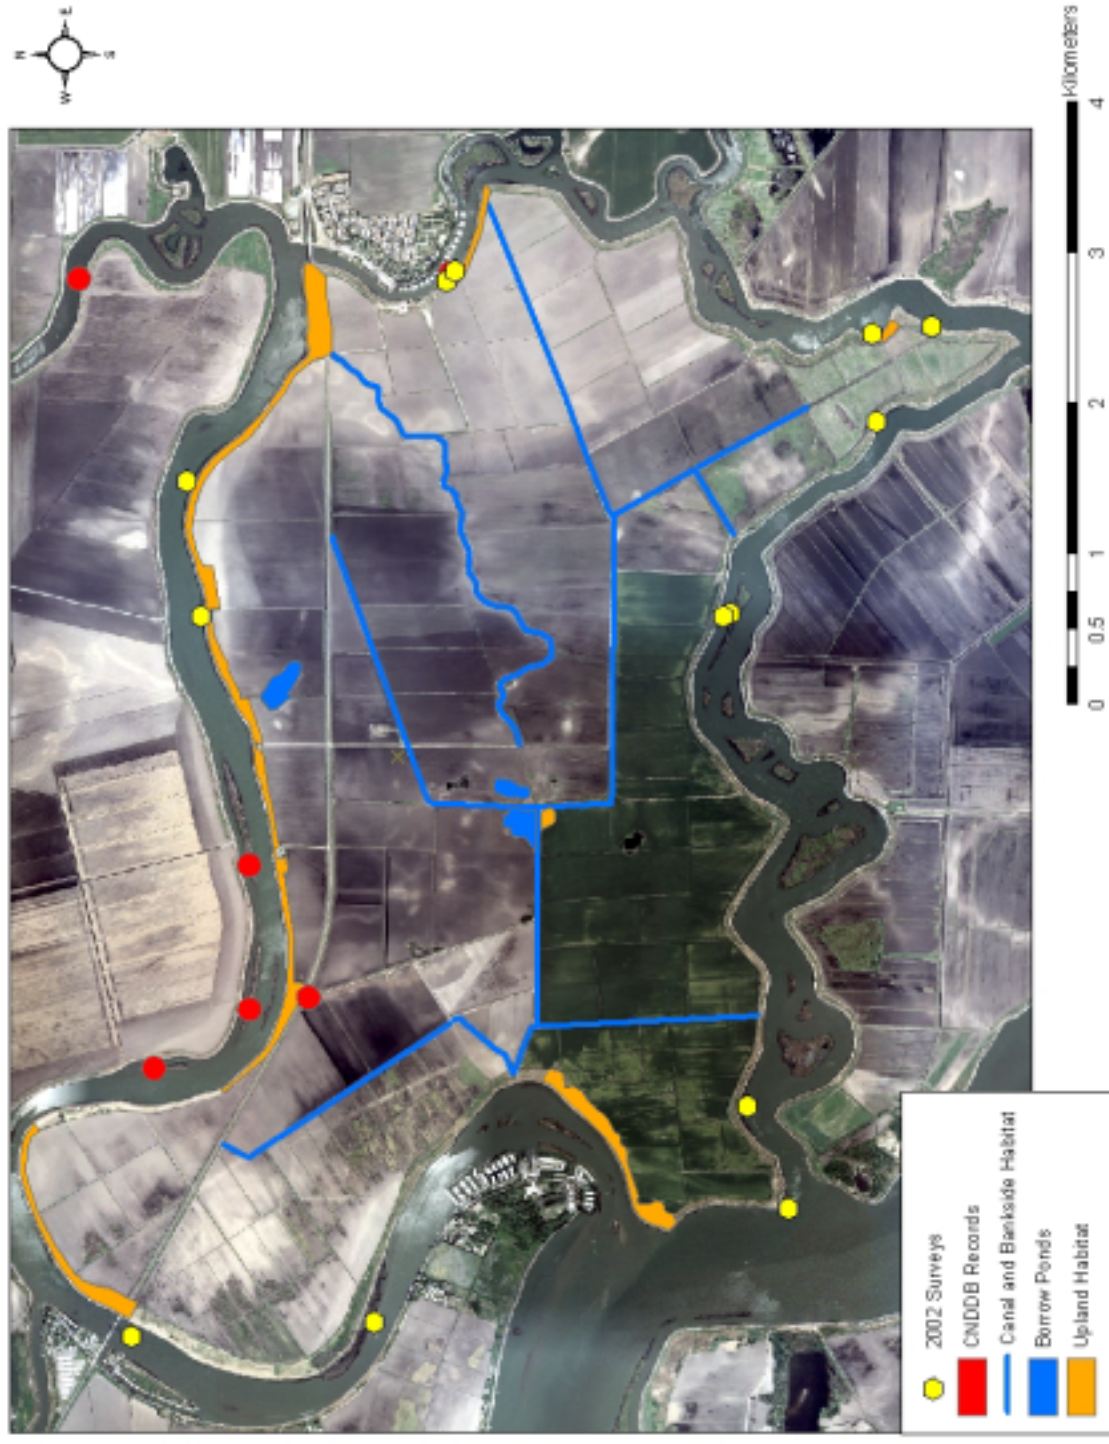 N
W
E
S
Kilometers
0
0.5
1
2
3
4
2002 Surveys
CNDDB Records
Canal and Bankside Habitat
Borrow Ponds
Upland Habitat